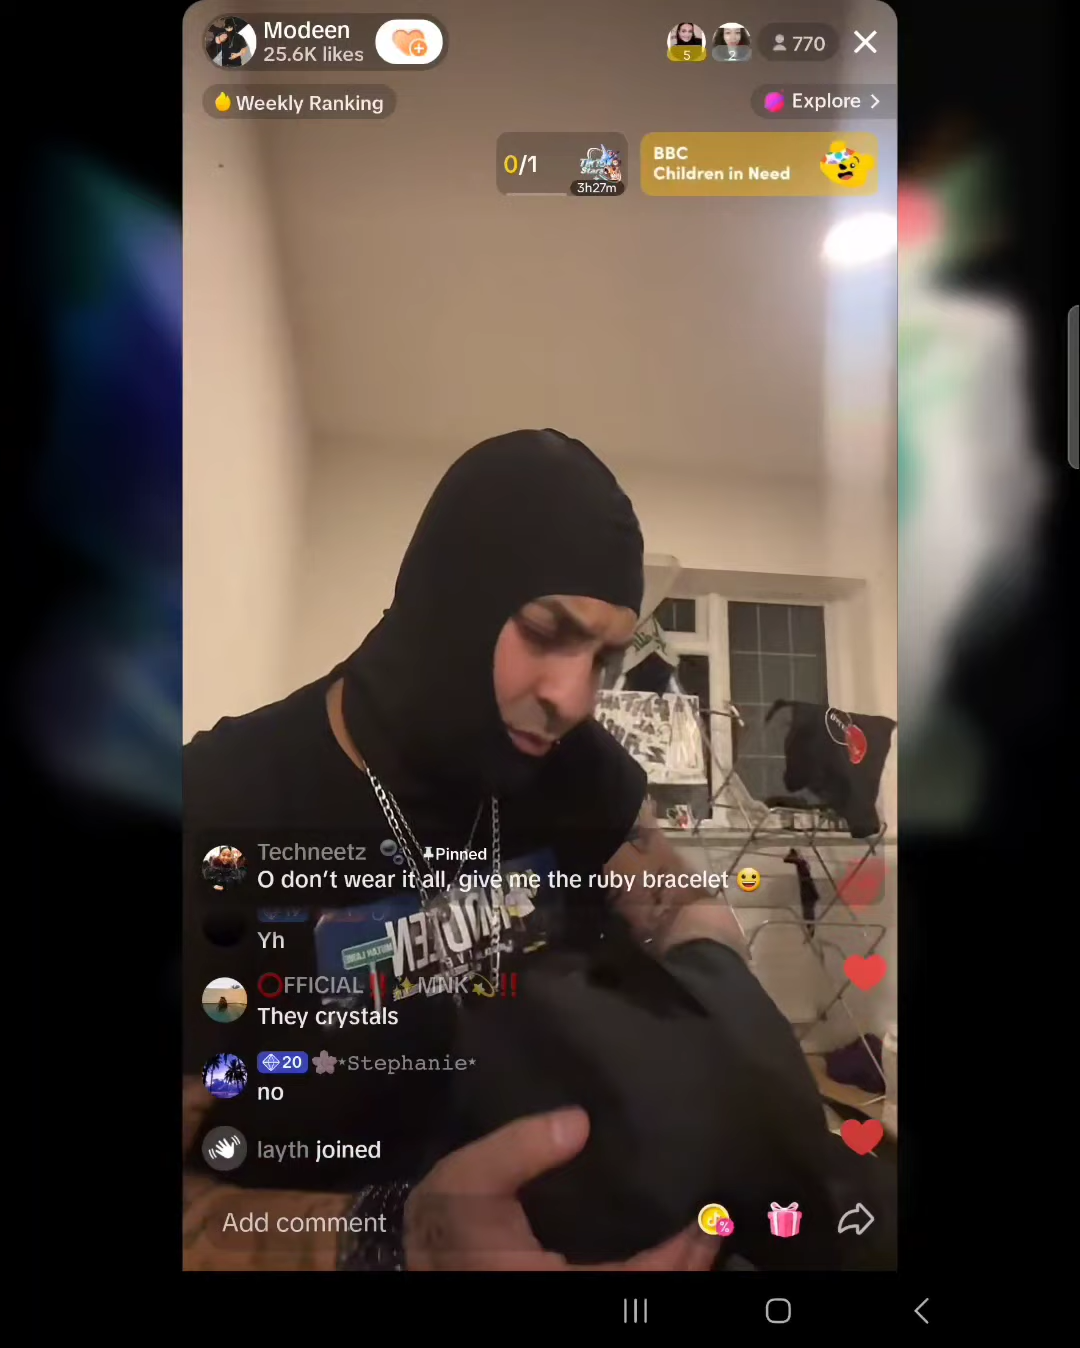 Modeen
25.6K likes
5
2
770
Weekly Ranking
Explore >
0/1
3h27m
BBC
Children in Need
Techneetz
Pinned
O don’t wear it all, give me the ruby bracelet 😀
Yh
⭕FFICIAL‼️✨MNK💫‼️
They crystals
20 🌸⋆Stephanie⋆
no
layth joined
Add comment